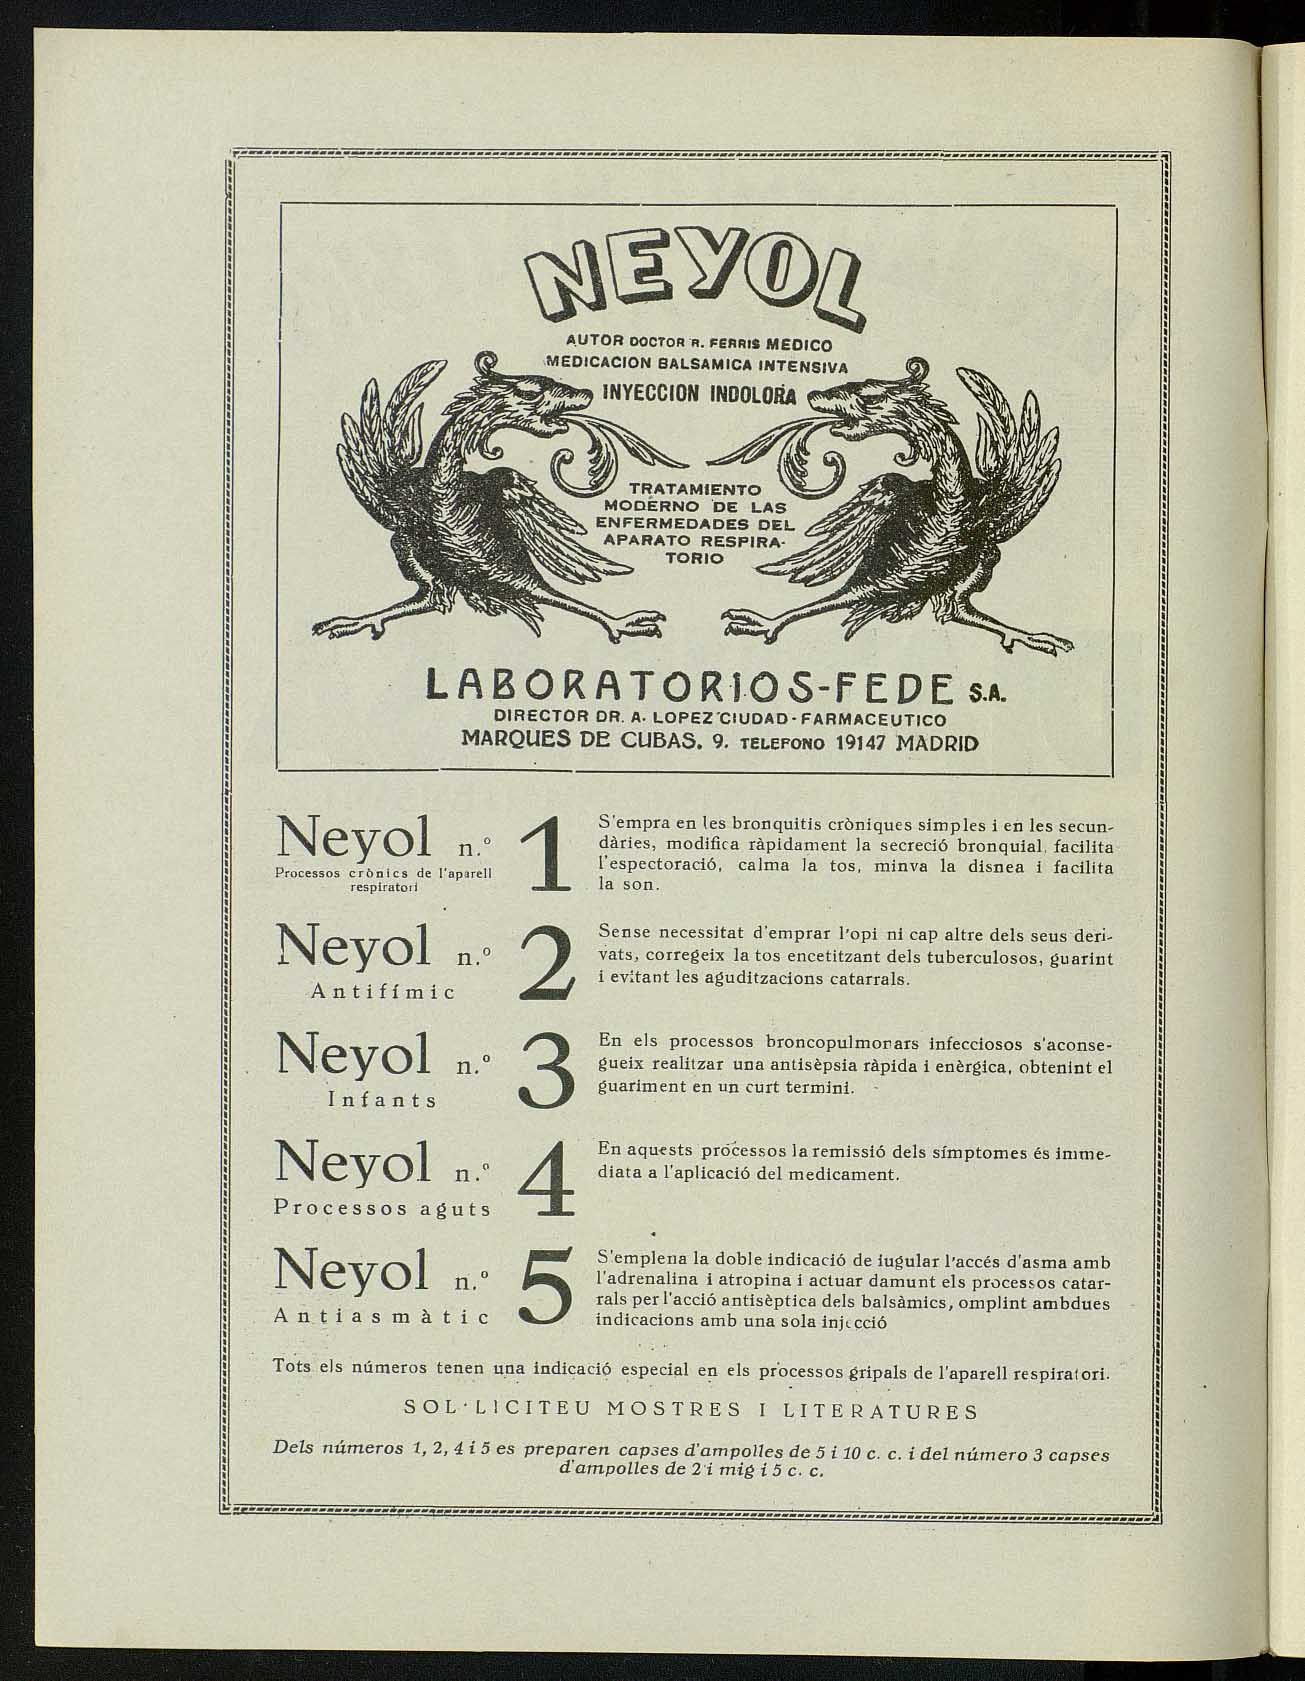 NEYOL
AUTOR DOCTOR R. FERRIS MEDICO
MEDICACION BALSAMICA INTENSIVA
INYECCION INDOLORA
TRATAMIENTO
MODERNO DE LAS
ENFERMEDADES DEL
APARATO RESPIRA-
TORIO
LABORATORIOS-FEDE S.A.
DIRECTOR DR. A. LOPEZ CIUDAD - FARMACEUTICO
MARQUES DE CUBAS, 9. TELEFONO 19147 MADRID
Neyol n.º 1
Processos crònics de l'aparell
respiratori
S'empra en les bronquitis cròniques simples i en les secun-
dàries, modifica ràpidament la secreció bronquial, facilita
l'espectoració, calma la tos, minva la disnea i facilita
la son.
Neyol n.º 2
Antifímic
Sense necessitat d'emprar l'opi ni cap altre dels seus deri-
vats, corregeix la tos encetitzant dels tuberculosos, guarint
i evitant les aguditzacions catarrals.
Neyol n.º 3
Infants
En els processos broncopulmonars infecciosos s'aconse-
gueix realitzar una antisèpsia ràpida i enèrgica, obtenint el
guariment en un curt termini.
Neyol n.º 4
Processos aguts
En aquests processos la remissió dels símptomes és imme-
diata a l'aplicació del medicament.
Neyol n.º 5
Antiasmàtic
S'emplena la doble indicació de iugular l'accés d'asma amb
l'adrenalina i atropina i actuar damunt els processos catar-
rals per l'acció antisèptica dels balsàmics, omplint ambdues
indicacions amb una sola injecció
Tots els números tenen una indicació especial en els processos gripals de l'aparell respiratori.
SOL·LICITEU MOSTRES I LITERATURES
Dels números 1, 2, 4 i 5 es preparen capses d'ampolles de 5 i 10 c. c. i del número 3 capses
d'ampolles de 2 i mig i 5 c. c.